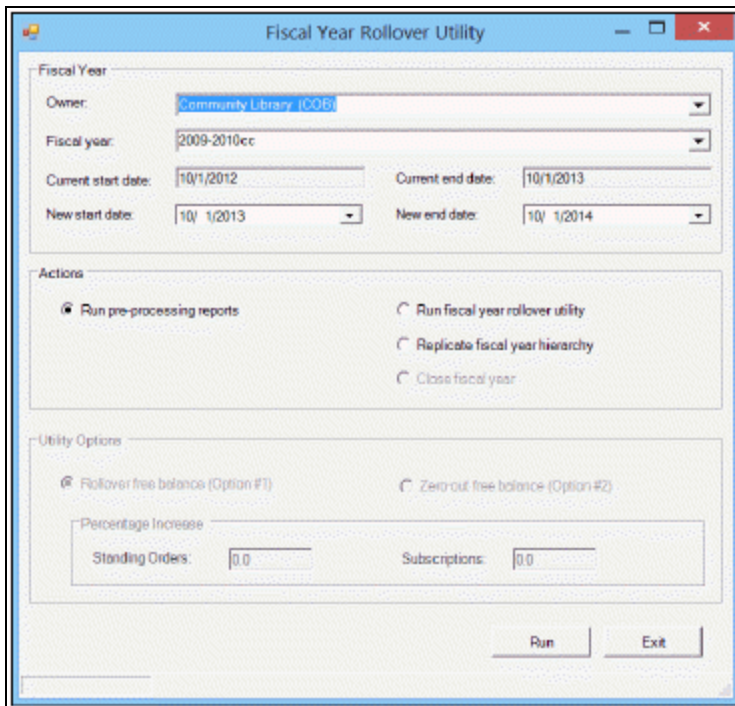 Fiscal Year Rollover Utility
Fiscal Year
Owner: Community Library (COB)
Fiscal year: 2009-2010cc
Current start date: 10/1/2012 Current end date: 10/1/2013
New start date: 10/ 1/2013 New end date: 10/ 1/2014
Actions
Run pre-processing reports Run fiscal year rollover utility
Replicate fiscal year hierarchy
Close fiscal year
Utility Options
Rollover free balance (Option #1) Zero-out free balance (Option #2)
Percentage Increase
Standing Orders: 0.0 Subscriptions: 0.0
Run Exit